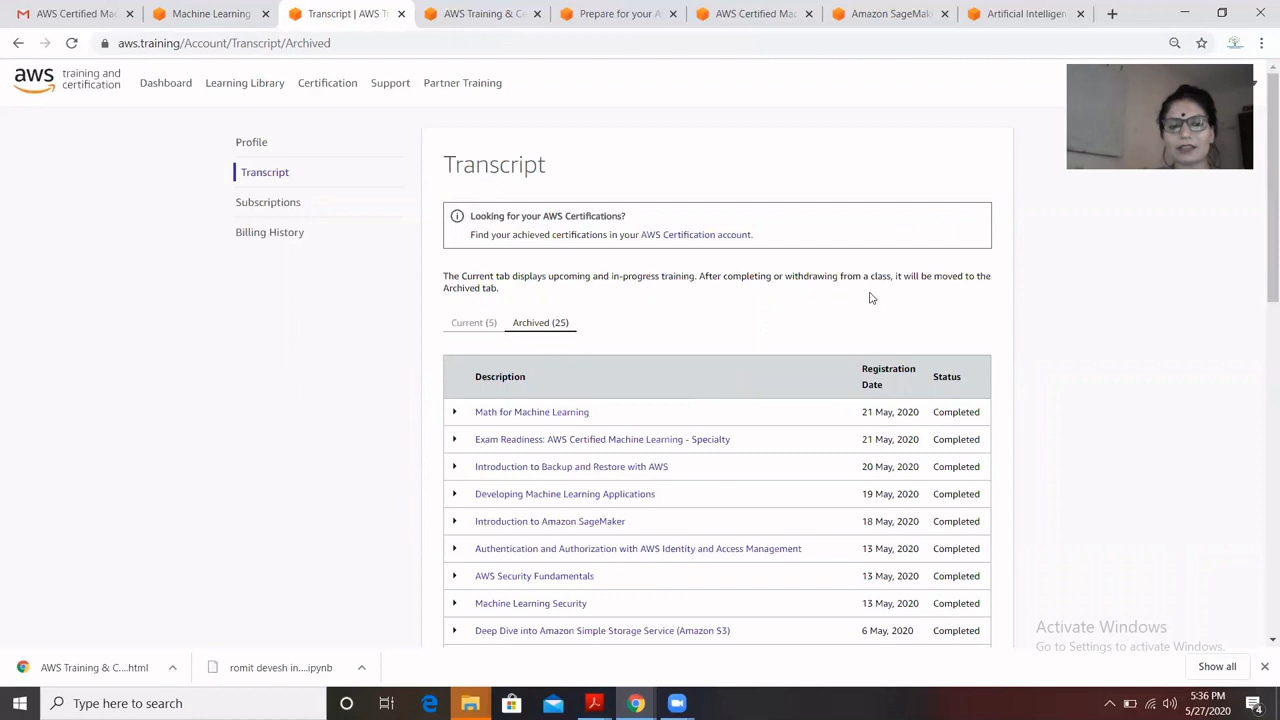 AWS Certified Mac
Machine Learning
Transcript | AWS T
AWS Training & Ce
Prepare for your A
AWS Certified Mac
Amazon SageMake
Artificial Intelligen
aws.training/Account/Transcript/Archived
aws training and certification
Dashboard
Learning Library
Certification
Support
Partner Training
Profile
Transcript
Subscriptions
Billing History
Transcript
Looking for your AWS Certifications?
Find your achieved certifications in your AWS Certification account.
The Current tab displays upcoming and in-progress training. After completing or withdrawing from a class, it will be moved to the
Archived tab.
Current (5)
Archived (25)
Description Registration Date Status
Math for Machine Learning 21 May, 2020 Completed
Exam Readiness: AWS Certified Machine Learning - Specialty 21 May, 2020 Completed
Introduction to Backup and Restore with AWS 20 May, 2020 Completed
Developing Machine Learning Applications 19 May, 2020 Completed
Introduction to Amazon SageMaker 18 May, 2020 Completed
Authentication and Authorization with AWS Identity and Access Management 13 May, 2020 Completed
AWS Security Fundamentals 13 May, 2020 Completed
Machine Learning Security 13 May, 2020 Completed
Deep Dive into Amazon Simple Storage Service (Amazon S3) 6 May, 2020 Completed
Activate Windows
Go to Settings to activate Windows.
AWS Training & C....html
romit devesh in....ipynb
Show all
Type here to search
5:36 PM
5/27/2020
4